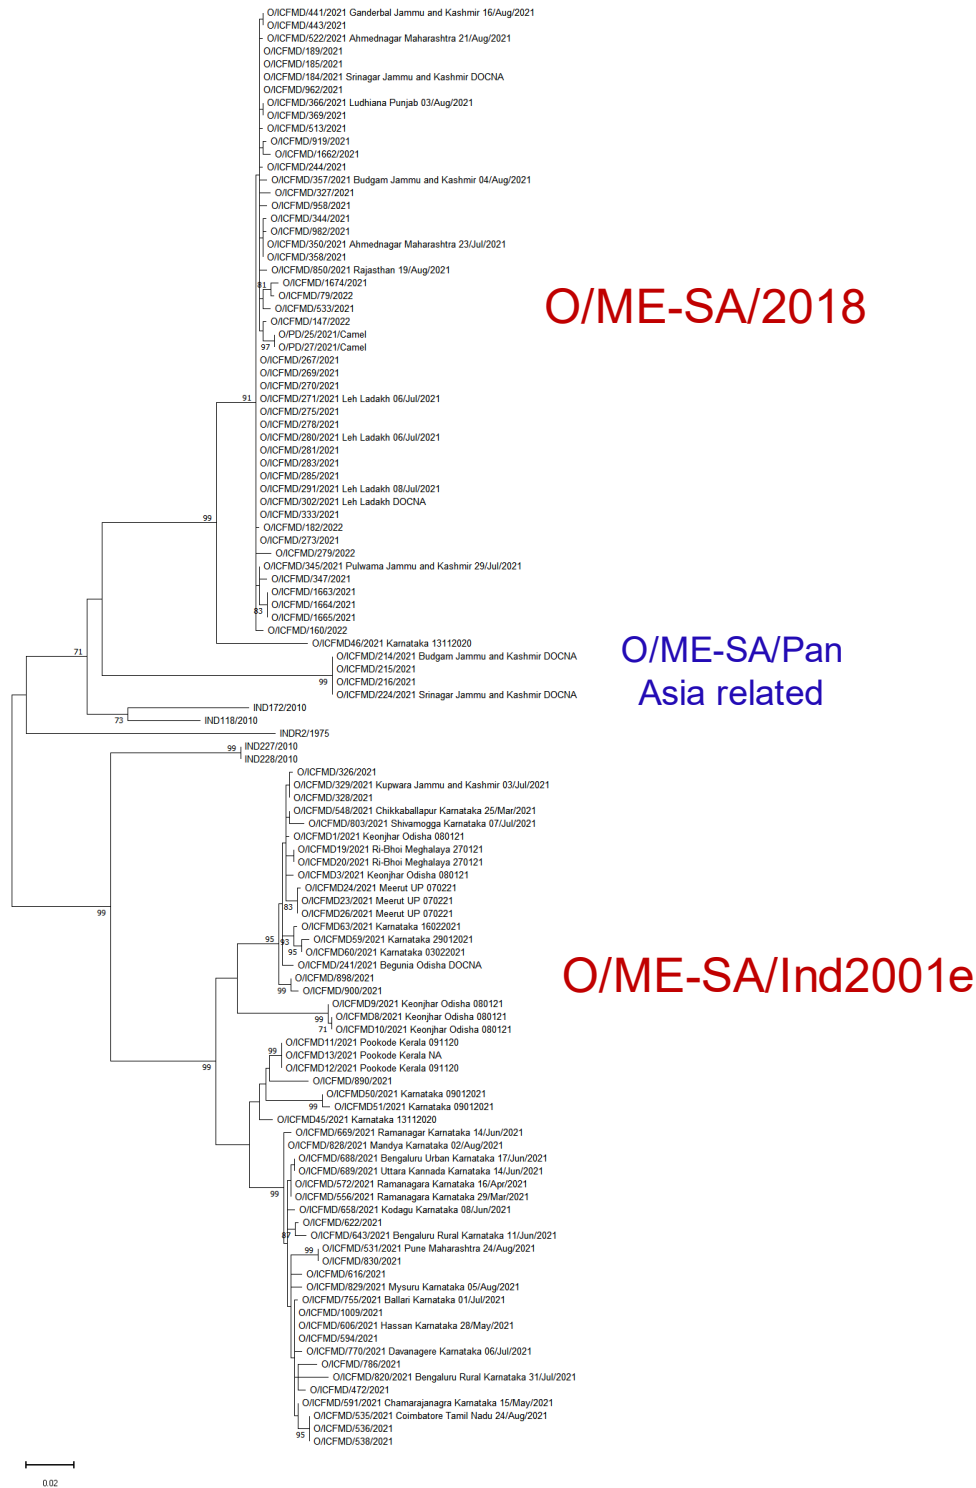 O/ICFMD/441/2021 Ganderbal Jammu and Kashmir 16/Aug/2021
O/ICFMD/443/2021
O/ICFMD/522/2021 Ahmednagar Maharashtra 21/Aug/2021
O/ICFMD/189/2021
O/ICFMD/185/2021
O/ICFMD/184/2021 Srinagar Jammu and Kashmir DOCNA
O/ICFMD/962/2021
O/ICFMD/366/2021 Ludhiana Punjab 03/Aug/2021
O/ICFMD/369/2021
O/ICFMD/513/2021
O/ICFMD/919/2021
O/ICFMD/1662/2021
O/ICFMD/244/2021
O/ICFMD/357/2021 Budgam Jammu and Kashmir 04/Aug/2021
O/ICFMD/327/2021
O/ICFMD/958/2021
O/ICFMD/344/2021
O/ICFMD/982/2021
O/ICFMD/350/2021 Ahmednagar Maharashtra 23/Jul/2021
O/ICFMD/358/2021
O/ICFMD/850/2021 Rajasthan 19/Aug/2021
O/ICFMD/1674/2021
81
O/ICFMD/79/2022
O/ICFMD/533/2021
O/ME-SA/2018
O/ICFMD/147/2022
O/PD/25/2021/Camel
O/PD/27/2021/Camel
97
O/ICFMD/267/2021
O/ICFMD/269/2021
O/ICFMD/270/2021
91
O/ICFMD/271/2021 Leh Ladakh 06/Jul/2021
O/ICFMD/275/2021
O/ICFMD/278/2021
O/ICFMD/280/2021 Leh Ladakh 06/Jul/2021
O/ICFMD/281/2021
O/ICFMD/283/2021
O/ICFMD/285/2021
O/ICFMD/291/2021 Leh Ladakh 08/Jul/2021
O/ICFMD/302/2021 Leh Ladakh DOCNA
O/ICFMD/333/2021
99
O/ICFMD/182/2022
O/ICFMD/273/2021
O/ICFMD/279/2022
O/ICFMD/345/2021 Pulwama Jammu and Kashmir 29/Jul/2021
O/ICFMD/347/2021
O/ICFMD/1663/2021
O/ICFMD/1664/2021
83
O/ICFMD/1665/2021
O/ICFMD/160/2022
O/ICFMD46/2021 Karnataka 13112020
71
O/ICFMD/214/2021 Budgam Jammu and Kashmir DOCNA
O/ICFMD/215/2021
O/ICFMD/216/2021
99
O/ICFMD/224/2021 Srinagar Jammu and Kashmir DOCNA
O/ME-SA/Pan
Asia related
IND172/2010
73
IND118/2010
INDR2/1975
99
IND227/2010
IND228/2010
O/ICFMD/326/2021
O/ICFMD/329/2021 Kupwara Jammu and Kashmir 03/Jul/2021
O/ICFMD/328/2021
O/ICFMD/548/2021 Chikkaballapur Karnataka 25/Mar/2021
O/ICFMD/803/2021 Shivamogga Karnataka 07/Jul/2021
O/ICFMD1/2021 Keonjhar Odisha 080121
O/ICFMD19/2021 Ri-Bhoi Meghalaya 270121
O/ICFMD20/2021 Ri-Bhoi Meghalaya 270121
O/ICFMD3/2021 Keonjhar Odisha 080121
O/ICFMD24/2021 Meerut UP 070221
O/ICFMD23/2021 Meerut UP 070221
83
O/ICFMD26/2021 Meerut UP 070221
99
O/ICFMD63/2021 Karnataka 16022021
95
93
O/ICFMD59/2021 Karnataka 29012021
95
O/ICFMD60/2021 Karnataka 03022021
O/ICFMD/241/2021 Begunia Odisha DOCNA
O/ICFMD/898/2021
99
O/ICFMD/900/2021
O/ME-SA/Ind2001e
O/ICFMD9/2021 Keonjhar Odisha 080121
99
O/ICFMD8/2021 Keonjhar Odisha 080121
71
O/ICFMD10/2021 Keonjhar Odisha 080121
O/ICFMD11/2021 Pookode Kerala 091120
99
O/ICFMD13/2021 Pookode Kerala NA
O/ICFMD12/2021 Pookode Kerala 091120
99
O/ICFMD/890/2021
O/ICFMD50/2021 Karnataka 09012021
99
O/ICFMD51/2021 Karnataka 09012021
O/ICFMD45/2021 Karnataka 13112020
O/ICFMD/669/2021 Ramanagar Karnataka 14/Jun/2021
O/ICFMD/828/2021 Mandya Karnataka 02/Aug/2021
O/ICFMD/688/2021 Bengaluru Urban Karnataka 17/Jun/2021
O/ICFMD/689/2021 Uttara Kannada Karnataka 14/Jun/2021
O/ICFMD/572/2021 Ramanagara Karnataka 16/Apr/2021
99
O/ICFMD/556/2021 Ramanagara Karnataka 29/Mar/2021
O/ICFMD/658/2021 Kodagu Karnataka 08/Jun/2021
O/ICFMD/622/2021
87
O/ICFMD/643/2021 Bengaluru Rural Karnataka 11/Jun/2021
99
O/ICFMD/531/2021 Pune Maharashtra 24/Aug/2021
O/ICFMD/830/2021
O/ICFMD/616/2021
O/ICFMD/829/2021 Mysuru Karnataka 05/Aug/2021
O/ICFMD/755/2021 Ballari Karnataka 01/Jul/2021
O/ICFMD/1009/2021
O/ICFMD/606/2021 Hassan Karnataka 28/May/2021
O/ICFMD/594/2021
O/ICFMD/770/2021 Davanagere Karnataka 06/Jul/2021
O/ICFMD/786/2021
O/ICFMD/820/2021 Bengaluru Rural Karnataka 31/Jul/2021
O/ICFMD/472/2021
O/ICFMD/591/2021 Chamarajanagra Karnataka 15/May/2021
O/ICFMD/535/2021 Coimbatore Tamil Nadu 24/Aug/2021
O/ICFMD/536/2021
95
O/ICFMD/538/2021
0.02